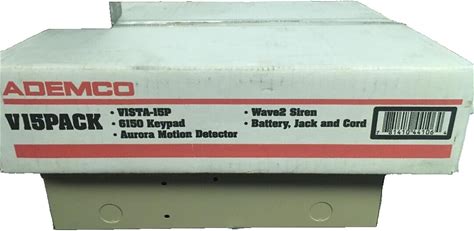 ADEMCO
V15PACK
• VISTA-15P
• 6150 Keypad
• Aurora Motion Detector
• Wave2 Siren
• Battery, Jack and Cord